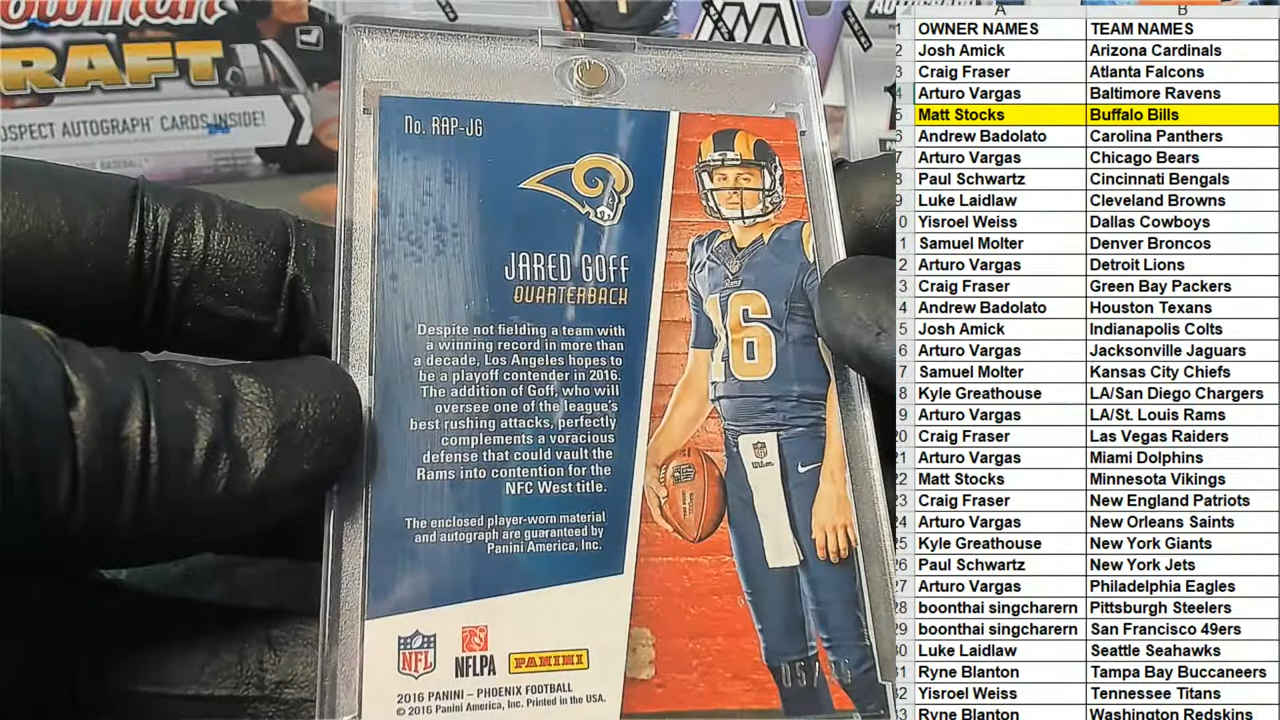 owman
RAFT
OSPECT AUTOGRAPH CARDS INSIDE!
No. RAP-JG
JARED GOFF
QUARTERBACK
Despite not fielding a team with
a winning record in more than
a decade, Los Angeles hopes to
be a playoff contender in 2016.
The addition of Goff, who will
oversee one of the league's
best rushing attacks, perfectly
complements a voracious
defense that could vault the
Rams into contention for the
NFC West title.
The enclosed player-worn material
and autograph are guaranteed by
Panini America, Inc.
16
NFL
NFLPA
PANINI
2016 PANINI – PHOENIX FOOTBALL
© 2016 Panini America, Inc. Printed in the USA.
A B
1 OWNER NAMES TEAM NAMES
2 Josh Amick Arizona Cardinals
3 Craig Fraser Atlanta Falcons
4 Arturo Vargas Baltimore Ravens
5 Matt Stocks Buffalo Bills
6 Andrew Badolato Carolina Panthers
7 Arturo Vargas Chicago Bears
8 Paul Schwartz Cincinnati Bengals
9 Luke Laidlaw Cleveland Browns
0 Yisroel Weiss Dallas Cowboys
1 Samuel Molter Denver Broncos
2 Arturo Vargas Detroit Lions
3 Craig Fraser Green Bay Packers
4 Andrew Badolato Houston Texans
5 Josh Amick Indianapolis Colts
6 Arturo Vargas Jacksonville Jaguars
7 Samuel Molter Kansas City Chiefs
8 Kyle Greathouse LA/San Diego Chargers
9 Arturo Vargas LA/St. Louis Rams
20 Craig Fraser Las Vegas Raiders
21 Arturo Vargas Miami Dolphins
22 Matt Stocks Minnesota Vikings
23 Craig Fraser New England Patriots
24 Arturo Vargas New Orleans Saints
25 Kyle Greathouse New York Giants
26 Paul Schwartz New York Jets
27 Arturo Vargas Philadelphia Eagles
28 boonthai singcharern Pittsburgh Steelers
29 boonthai singcharern San Francisco 49ers
30 Luke Laidlaw Seattle Seahawks
31 Ryne Blanton Tampa Bay Buccaneers
32 Yisroel Weiss Tennessee Titans
33 Ryne Blanton Washington Redskins